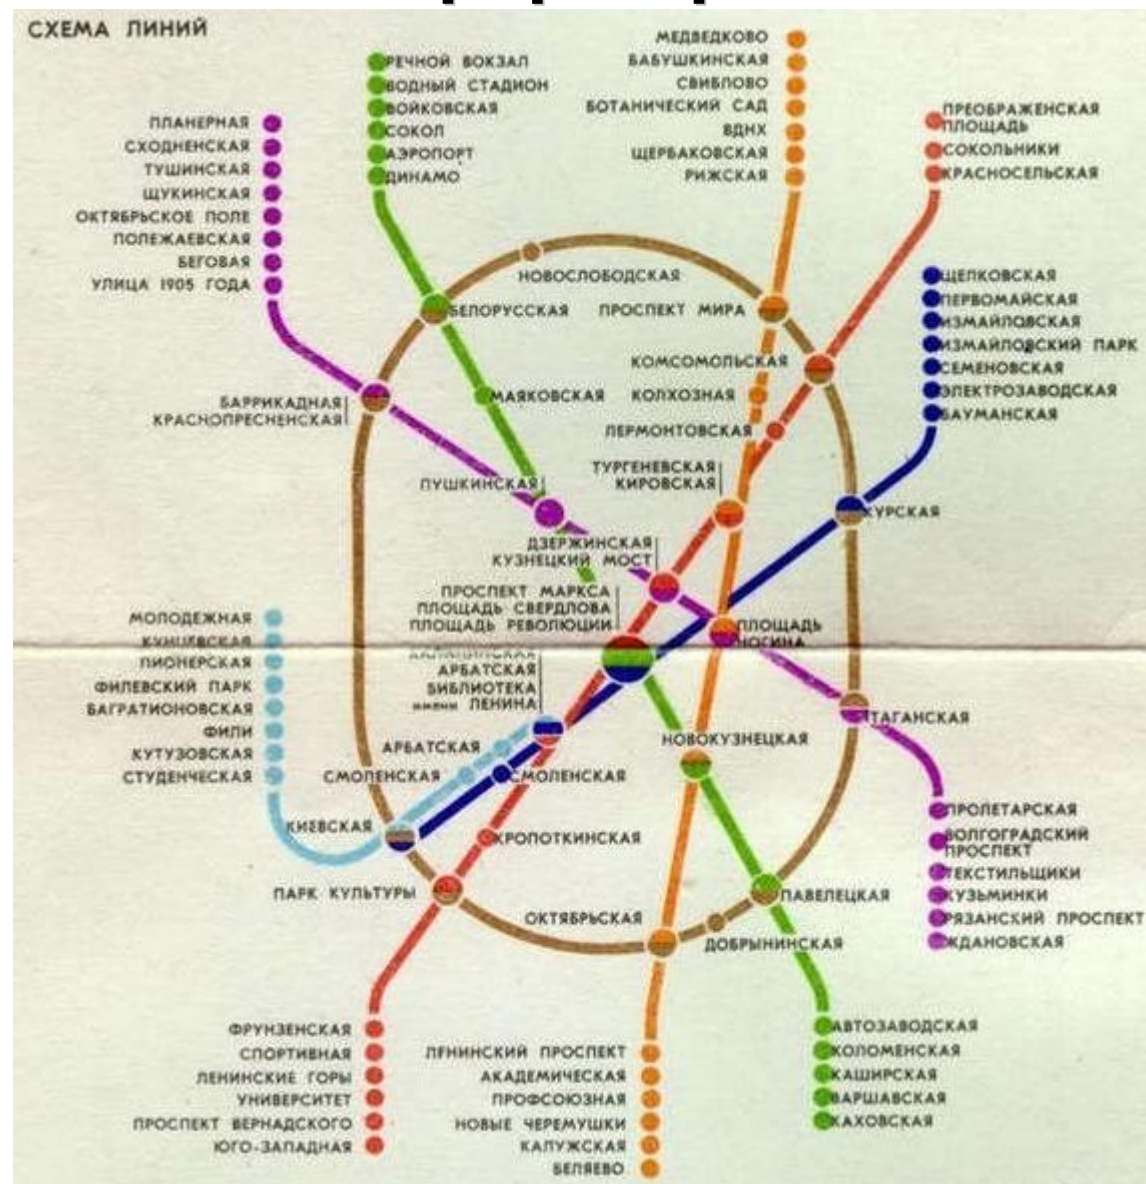 СХЕМА ЛИНИЙ
РЕЧНОЙ ВОКЗАЛ
ВОДНЫЙ СТАДИОН
ВОЙКОВСКАЯ
СОКОЛ
АЭРОПОРТ
ДИНАМО
МЕДВЕДКОВО
БАБУШКИНСКАЯ
СВИБЛОВО
БОТАНИЧЕСКИЙ САД
ВДНХ
ЩЕРБАКОВСКАЯ
РИЖСКАЯ
ПРЕОБРАЖЕНСКАЯ
ПЛОЩАДЬ
СОКОЛЬНИКИ
КРАСНОСЕЛЬСКАЯ
ПЛАНЕРНАЯ
СХОДНЕНСКАЯ
ТУШИНСКАЯ
ЩУКИНСКАЯ
ОКТЯБРЬСКОЕ ПОЛЕ
ПОЛЕЖАЕВСКАЯ
БЕГОВАЯ
УЛИЦА 1905 ГОДА
ЩЕЛКОВСКАЯ
ПЕРВОМАЙСКАЯ
ИЗМАЙЛОВСКАЯ
ИЗМАЙЛОВСКИЙ ПАРК
СЕМЕНОВСКАЯ
ЭЛЕКТРОЗАВОДСКАЯ
БАУМАНСКАЯ
НОВОСЛОБОДСКАЯ
БЕЛОРУССКАЯ
ПРОСПЕКТ МИРА
КОМСОМОЛЬСКАЯ
БАРРИКАДНАЯ
КРАСНОПРЕСНЕНСКАЯ
МАЯКОВСКАЯ
КОЛХОЗНАЯ
ЛЕРМОНТОВСКАЯ
ПУШКИНСКАЯ
ТУРГЕНЕВСКАЯ
КИРОВСКАЯ
КУРСКАЯ
ДЗЕРЖИНСКАЯ
КУЗНЕЦКИЙ МОСТ
ПРОСПЕКТ МАРКСА
ПЛОЩАДЬ СВЕРДЛОВА
ПЛОЩАДЬ РЕВОЛЮЦИИ
ПЛОЩАДЬ
НОГИНА
МОЛОДЕЖНАЯ
КУНЦЕВСКАЯ
ПИОНЕРСКАЯ
ФИЛЕВСКИЙ ПАРК
БАГРАТИОНОВСКАЯ
ФИЛИ
КУТУЗОВСКАЯ
СТУДЕНЧЕСКАЯ
АРБАТСКАЯ
БИБЛИОТЕКА
имени ЛЕНИНА
АРБАТСКАЯ
СМОЛЕНСКАЯ
СМОЛЕНСКАЯ
КИЕВСКАЯ
ТАГАНСКАЯ
НОВОКУЗНЕЦКАЯ
КРОПОТКИНСКАЯ
ПАРК КУЛЬТУРЫ
ОКТЯБРЬСКАЯ
ПАВЕЛЕЦКАЯ
ДОБРЫНИНСКАЯ
ПРОЛЕТАРСКАЯ
ВОЛГОГРАДСКИЙ
ПРОСПЕКТ
ТЕКСТИЛЬЩИКИ
КУЗЬМИНКИ
РЯЗАНСКИЙ ПРОСПЕКТ
ЖДАНОВСКАЯ
ФРУНЗЕНСКАЯ
СПОРТИВНАЯ
ЛЕНИНСКИЕ ГОРЫ
УНИВЕРСИТЕТ
ПРОСПЕКТ ВЕРНАДСКОГО
ЮГО-ЗАПАДНАЯ
ЛЕНИНСКИЙ ПРОСПЕКТ
АКАДЕМИЧЕСКАЯ
ПРОФСОЮЗНАЯ
НОВЫЕ ЧЕРЕМУШКИ
КАЛУЖСКАЯ
БЕЛЯЕВО
АВТОЗАВОДСКАЯ
КОЛОМЕНСКАЯ
КАШИРСКАЯ
ВАРШАВСКАЯ
КАХОВСКАЯ